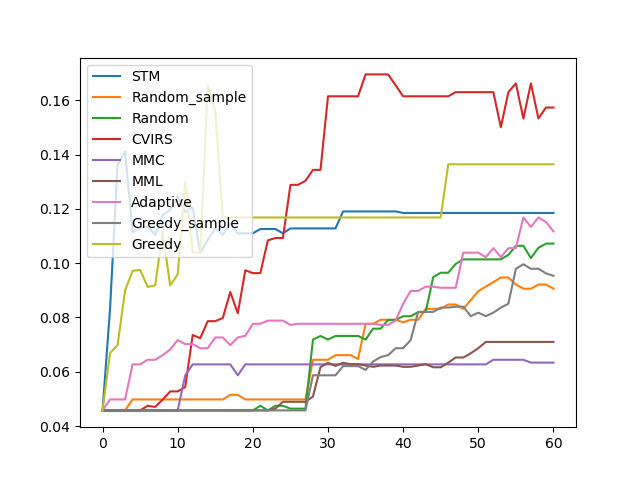 STM
Random_sample
Random
CVIRS
MMC
MML
Adaptive
Greedy_sample
Greedy
0.16
0.14
0.12
0.10
0.08
0.06
0.04
0 10 20 30 40 50 60